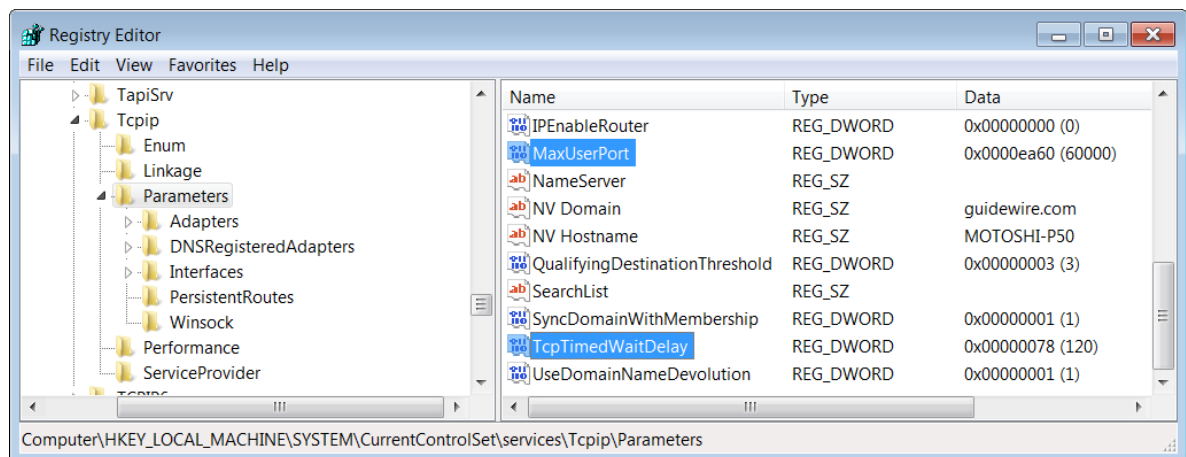 Registry Editor
File Edit View Favorites Help
TapiSrv
Tcpip
Enum
Linkage
Parameters
Adapters
DNSRegisteredAdapters
Interfaces
PersistentRoutes
Winsock
Performance
ServiceProvider
Name Type Data
IPEnableRouter REG_DWORD 0x00000000 (0)
MaxUserPort REG_DWORD 0x0000ea60 (60000)
NameServer REG_SZ
NV Domain REG_SZ guidewire.com
NV Hostname REG_SZ MOTOSHI-P50
QualifyingDestinationThreshold REG_DWORD 0x00000003 (3)
SearchList REG_SZ
SyncDomainWithMembership REG_DWORD 0x00000001 (1)
TcpTimedWaitDelay REG_DWORD 0x00000078 (120)
UseDomainNameDevolution REG_DWORD 0x00000001 (1)
Computer\HKEY_LOCAL_MACHINE\SYSTEM\CurrentControlSet\services\Tcpip\Parameters